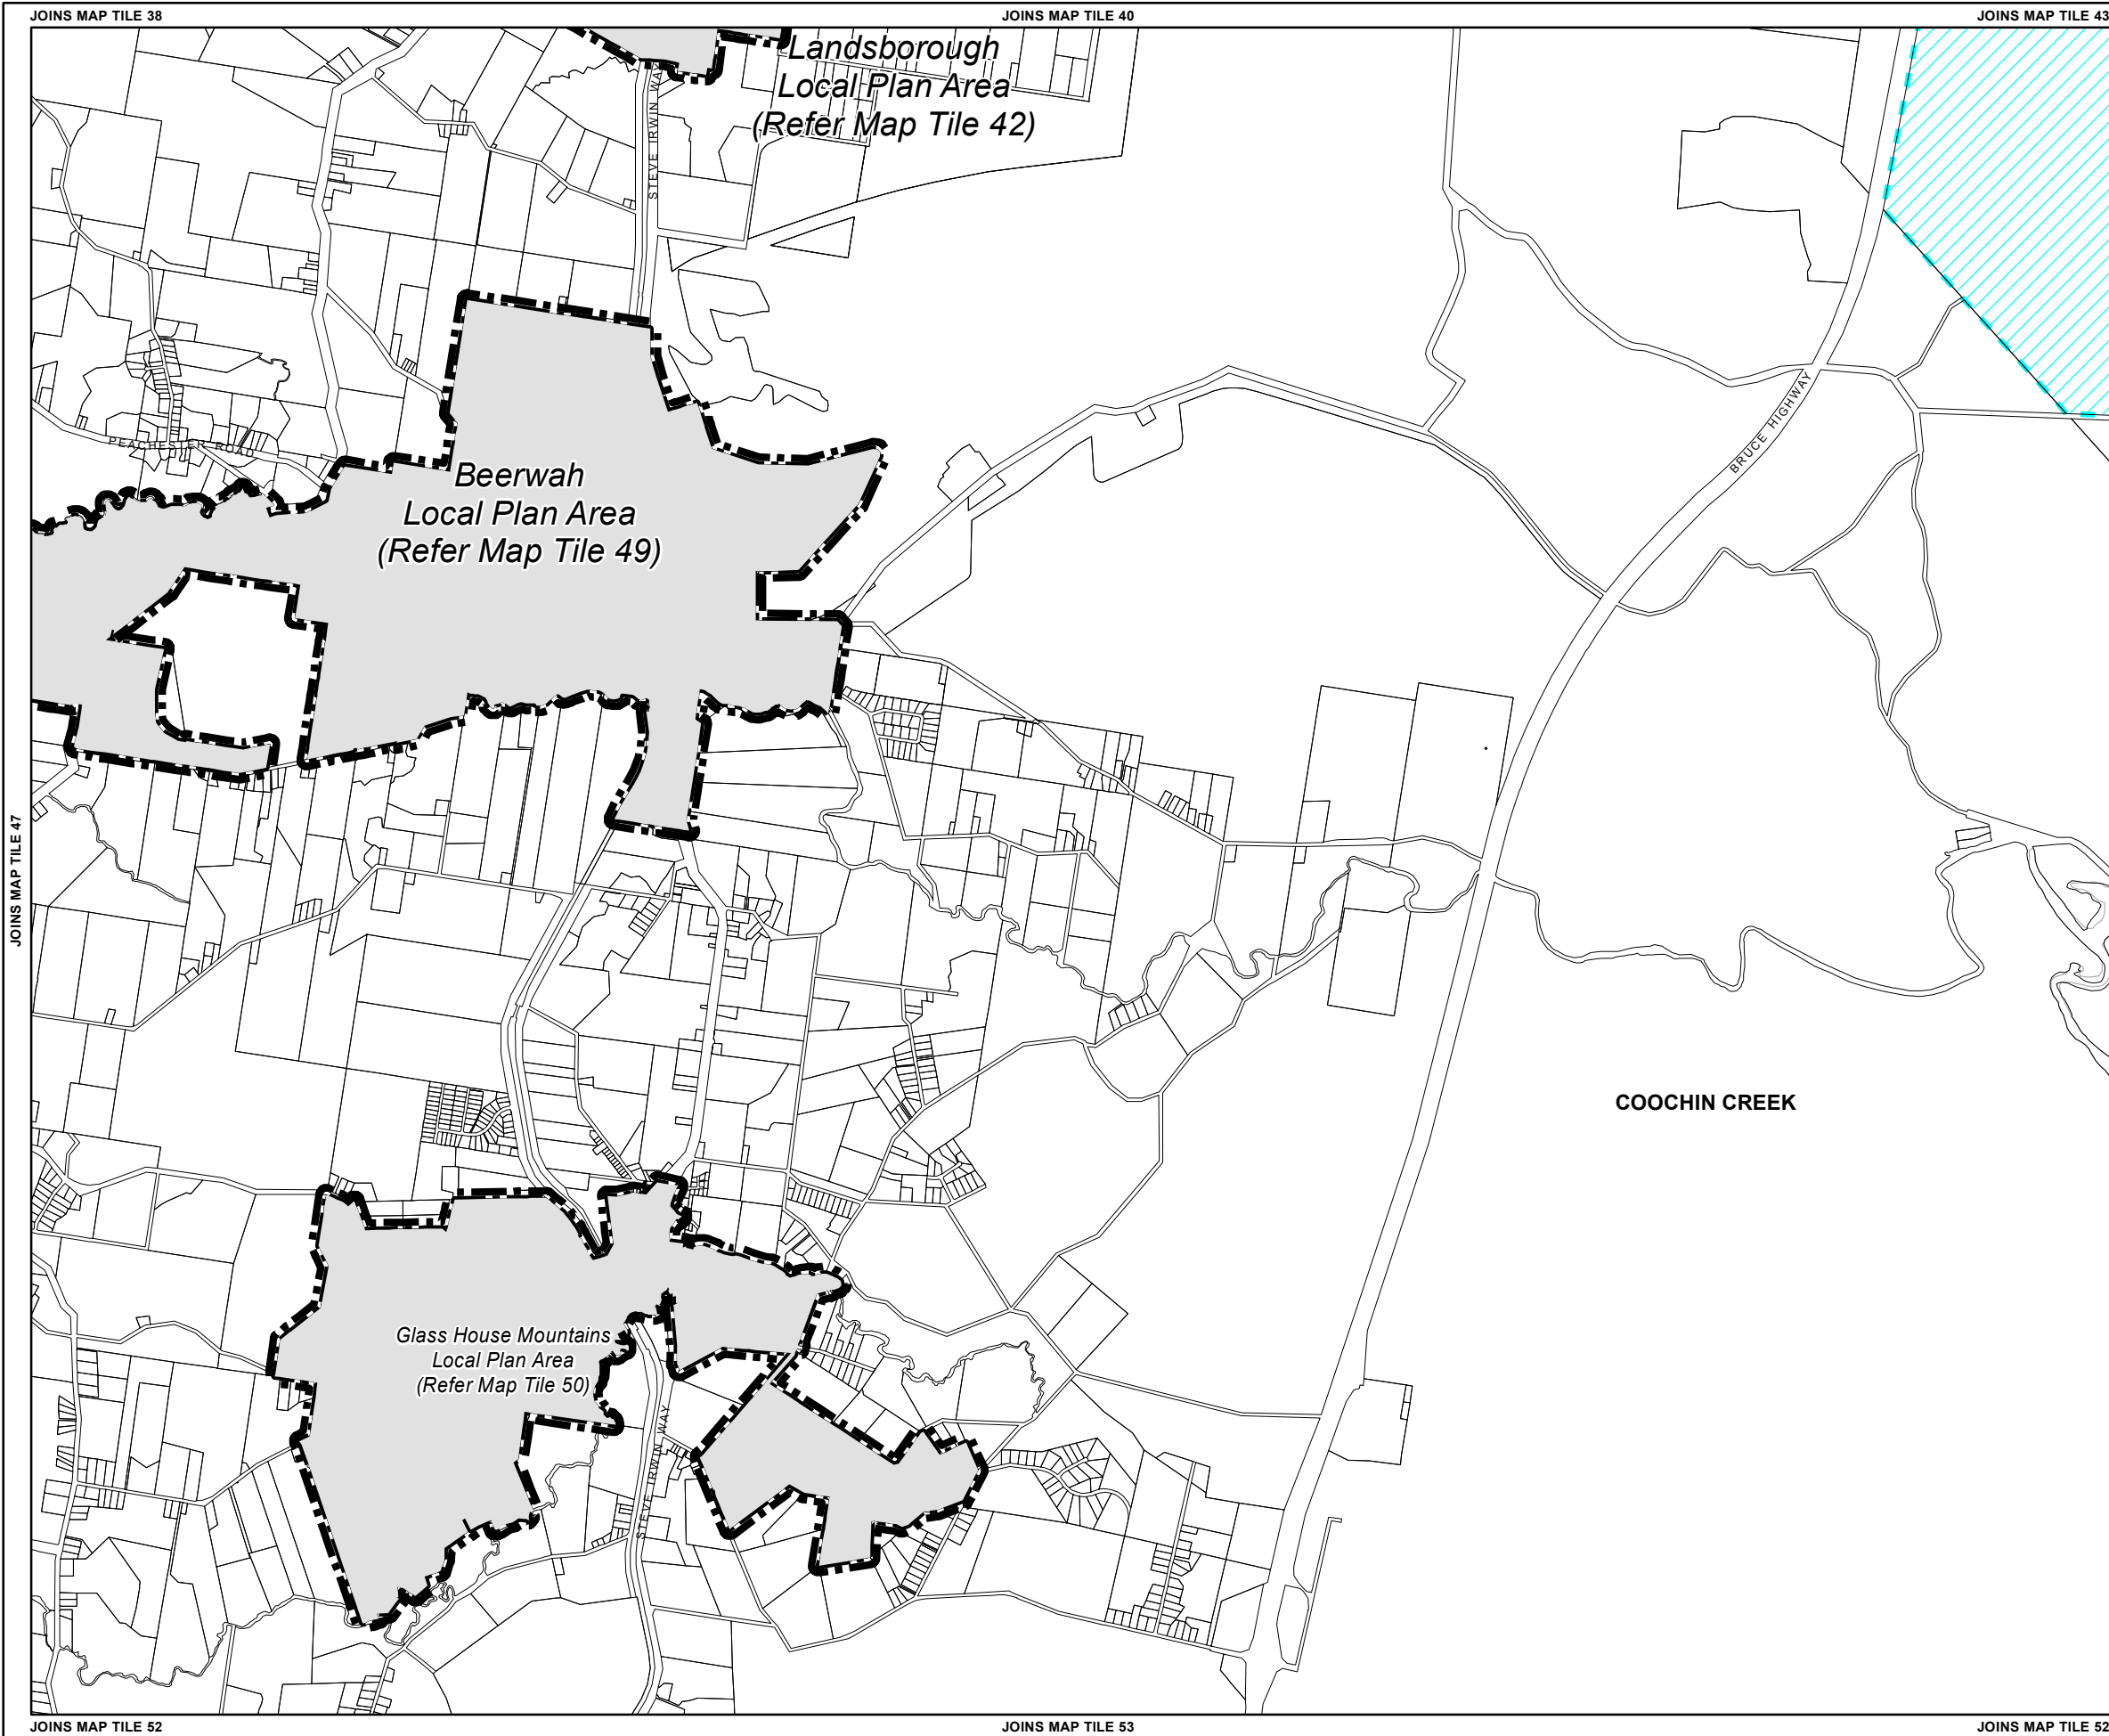 JOINS MAP TILE 38
JOINS MAP TILE 40
JOINS MAP TILE 43
Landsborough
Local Plan Area
(Refer Map Tile 42)
STEVE IRWIN WAY
BRUCE HIGHWAY
PEACHESTER ROAD
Beerwah
Local Plan Area
(Refer Map Tile 49)
JOINS MAP TILE 47
COOCHIN CREEK
Glass House Mountains
Local Plan Area
(Refer Map Tile 50)
STEVE IRWIN WAY
JOINS MAP TILE 52
JOINS MAP TILE 53
JOINS MAP TILE 52